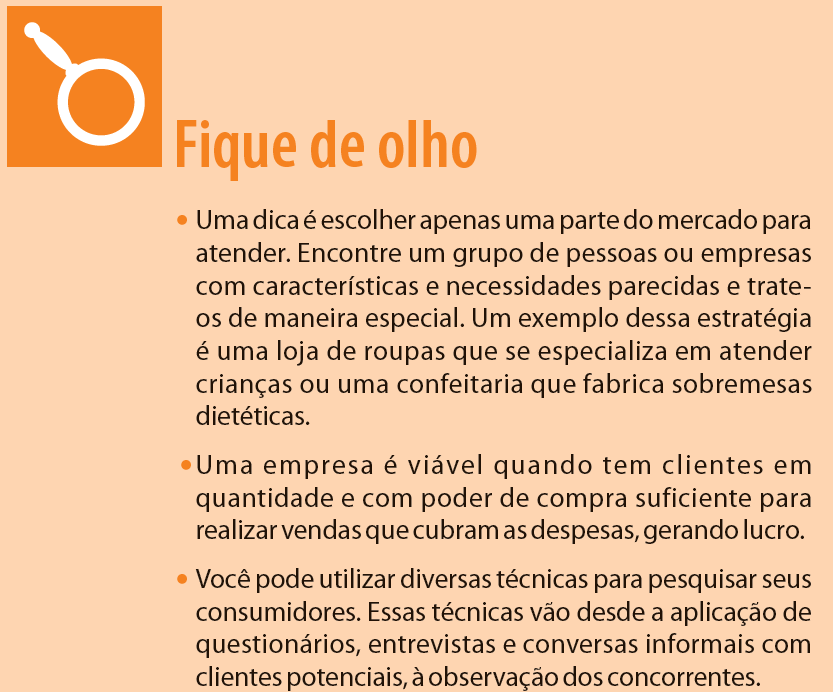 Fique de olho
• Uma dica é escolher apenas uma parte do mercado para
atender. Encontre um grupo de pessoas ou empresas
com características e necessidades parecidas e trate-
os de maneira especial. Um exemplo dessa estratégia
é uma loja de roupas que se especializa em atender
crianças ou uma confeitaria que fabrica sobremesas
dietéticas.
• Uma empresa é viável quando tem clientes em
quantidade e com poder de compra suficiente para
realizar vendas que cubram as despesas, gerando lucro.
• Você pode utilizar diversas técnicas para pesquisar seus
consumidores. Essas técnicas vão desde a aplicação de
questionários, entrevistas e conversas informais com
clientes potenciais, à observação dos concorrentes.